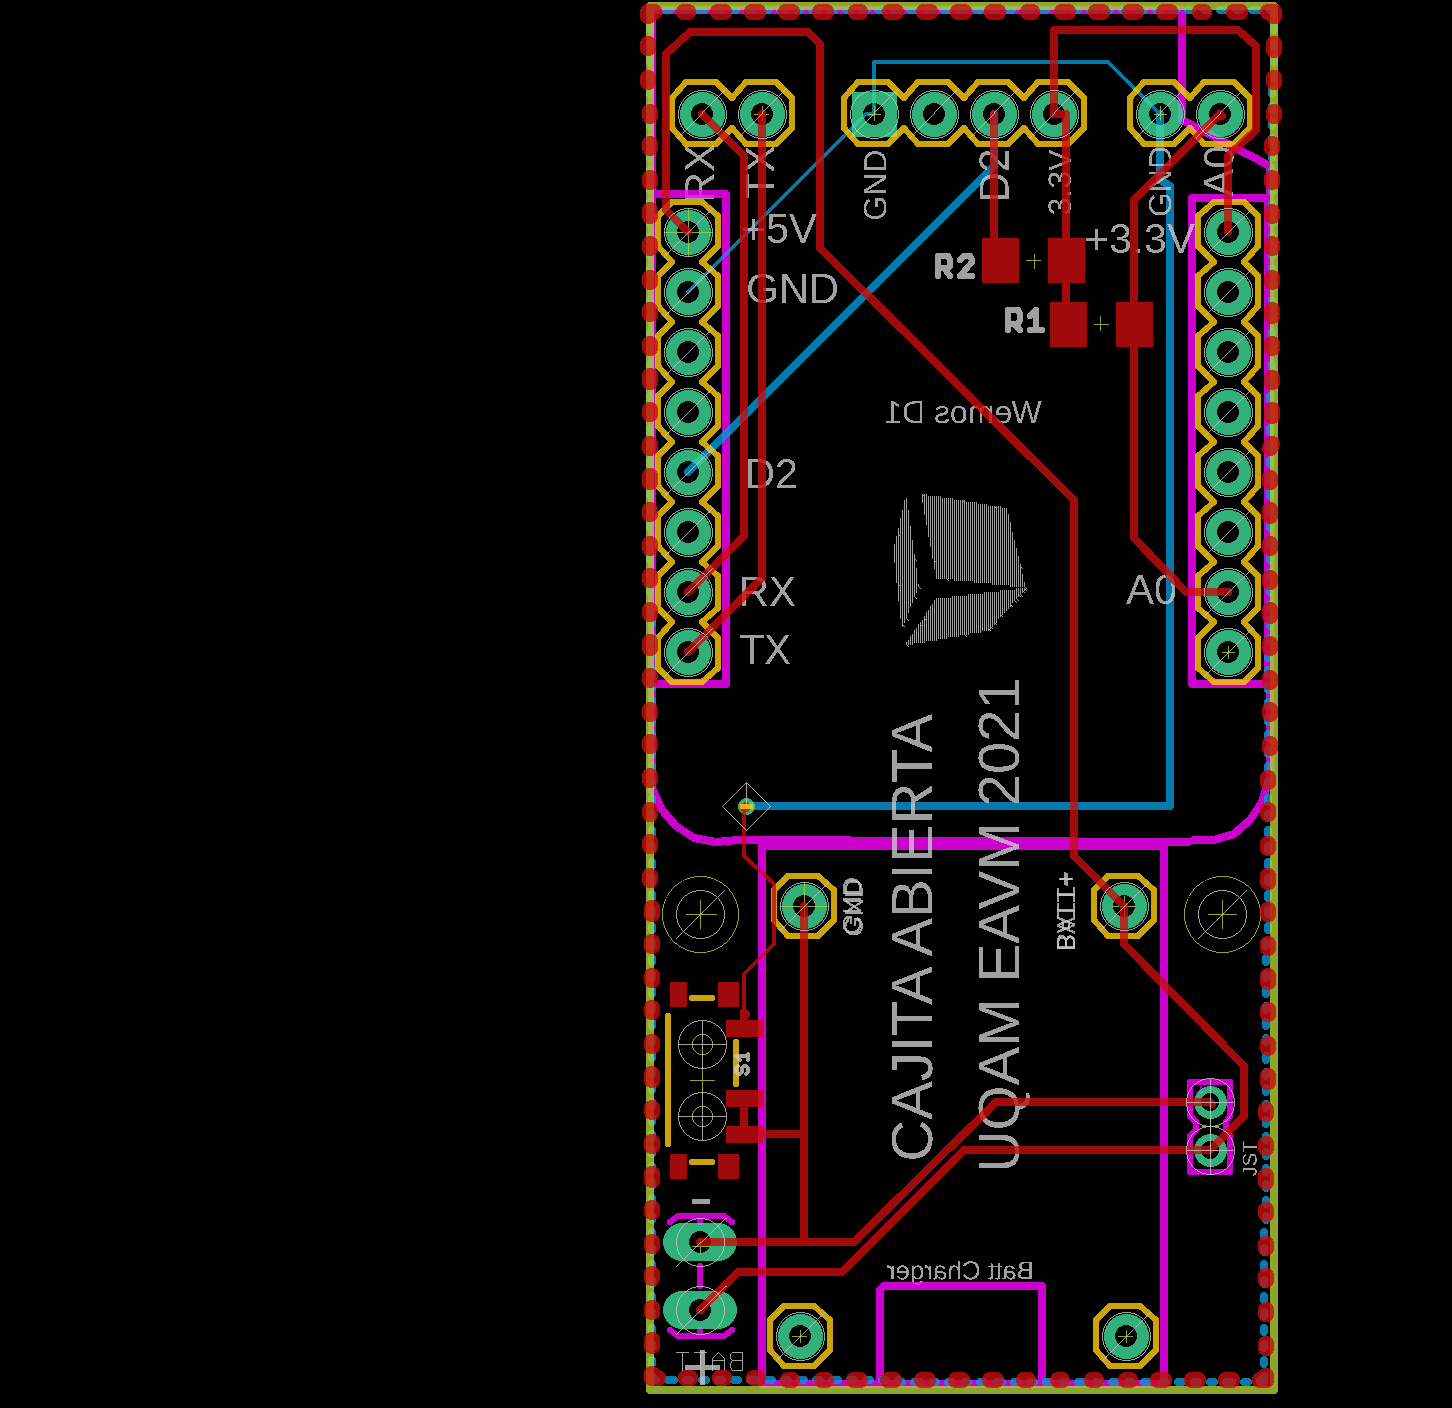 RX
TX
GND
D2
3.3V
GND
A0
+5V
+3.3V
R2
GND
R1
Wemos D1
D2
A0
RX
TX
CAJITA ABIERTA
UQAM EAVM 2021
GND
BATT+
S1
JST
-
Batt Charger
BATT
+